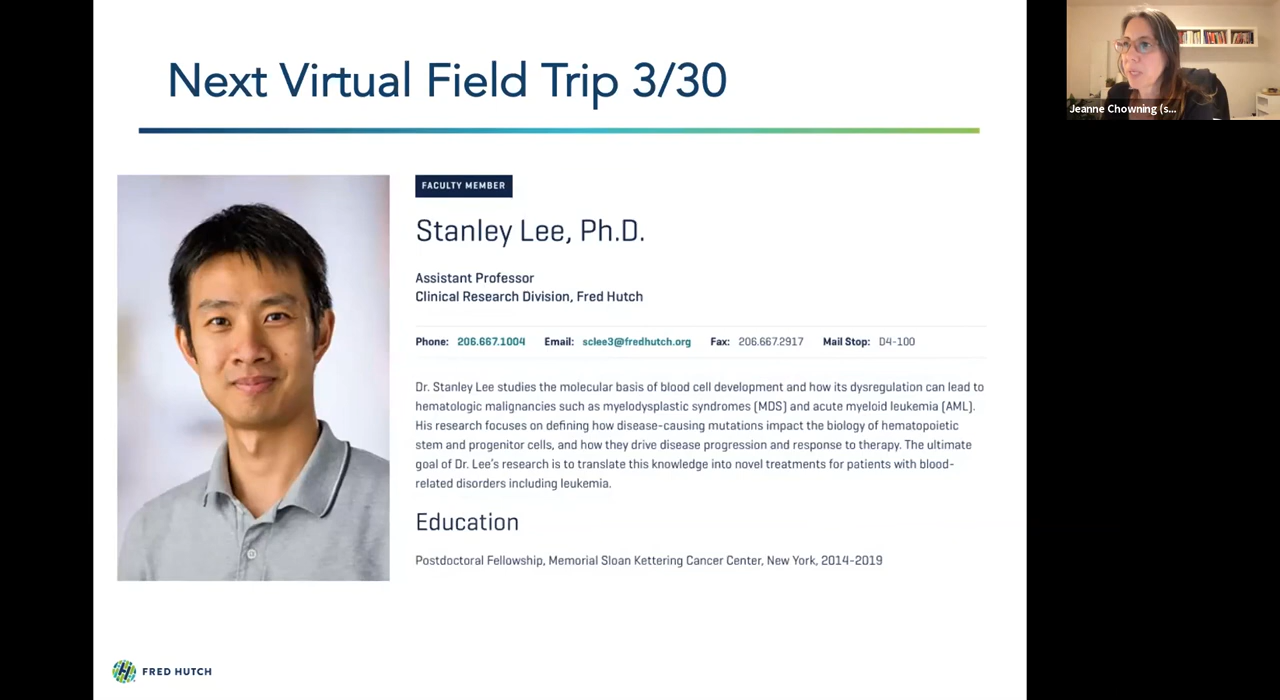 Next Virtual Field Trip 3/30
Jeanne Chowning (s...
FACULTY MEMBER
Stanley Lee, Ph.D.
Assistant Professor
Clinical Research Division, Fred Hutch
Phone: 206.667.1004 Email: sclee3@fredhutch.org Fax: 206.667.2917 Mail Stop: D4-100
Dr. Stanley Lee studies the molecular basis of blood cell development and how its dysregulation can lead to
hematologic malignancies such as myelodysplastic syndromes (MDS) and acute myeloid leukemia (AML).
His research focuses on defining how disease-causing mutations impact the biology of hematopoietic
stem and progenitor cells, and how they drive disease progression and response to therapy. The ultimate
goal of Dr. Lee's research is to translate this knowledge into novel treatments for patients with blood-
related disorders including leukemia.
Education
Postdoctoral Fellowship, Memorial Sloan Kettering Cancer Center, New York, 2014-2019
FRED HUTCH